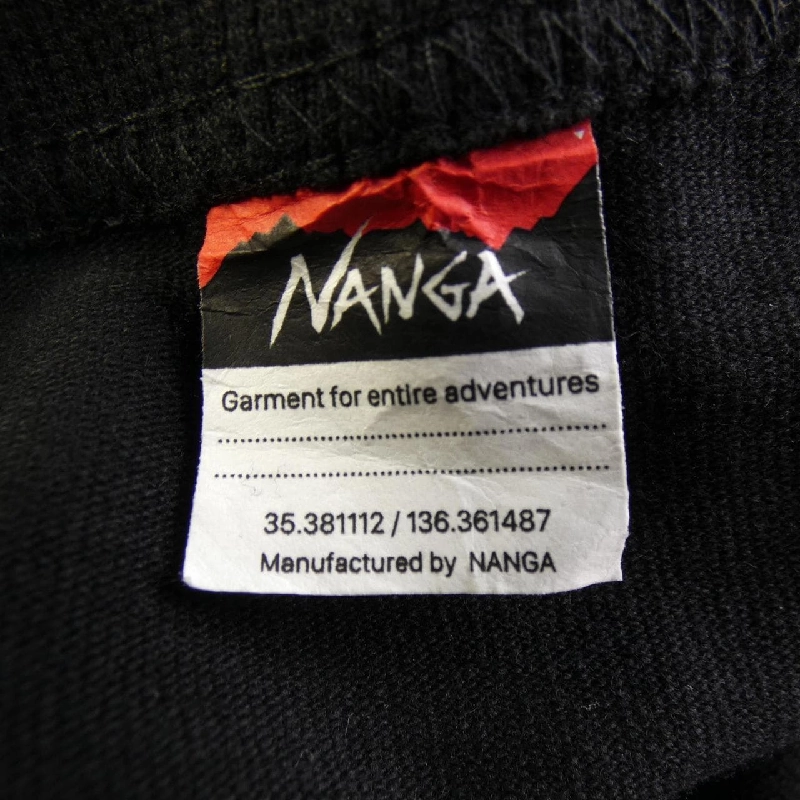 NANGA
Garment for entire adventures
35.381112 / 136.361487
Manufactured by NANGA